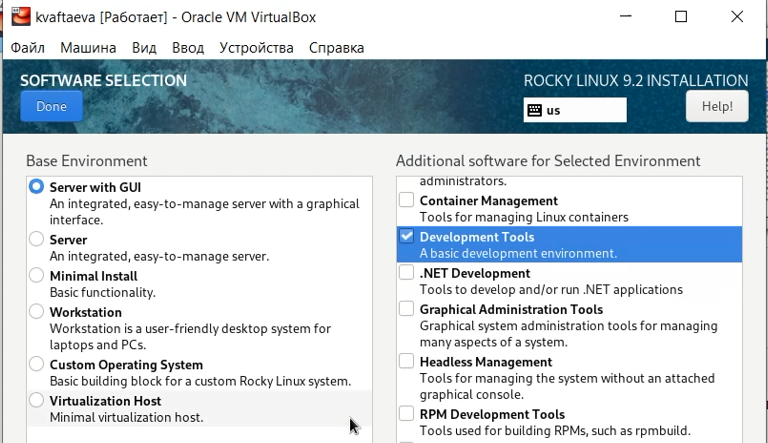 kvaftaeva [Работает] - Oracle VM VirtualBox
Файл Машина Вид Ввод Устройства Справка
SOFTWARE SELECTION
ROCKY LINUX 9.2 INSTALLATION
Done
us
Help!
Base Environment
Server with GUI
An integrated, easy-to-manage server with a graphical
interface.
Server
An integrated, easy-to-manage server.
Minimal Install
Basic functionality.
Workstation
Workstation is a user-friendly desktop system for
laptops and PCs.
Custom Operating System
Basic building block for a custom Rocky Linux system.
Virtualization Host
Minimal virtualization host.
Additional software for Selected Environment
administrators.
Container Management
Tools for managing Linux containers
Development Tools
A basic development environment.
.NET Development
Tools to develop and/or run .NET applications
Graphical Administration Tools
Graphical system administration tools for managing
many aspects of a system.
Headless Management
Tools for managing the system without an attached
graphical console.
RPM Development Tools
Tools used for building RPMs, such as rpmbuild.